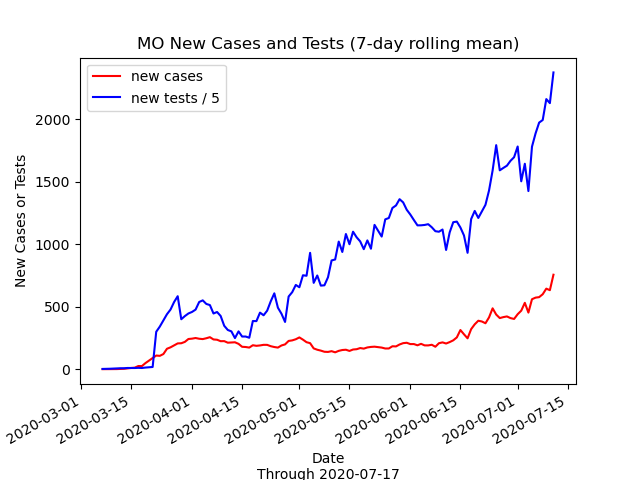 MO New Cases and Tests (7-day rolling mean)
new cases
new tests / 5
New Cases or Tests
2000
1500
1000
500
0
2020-03-01
2020-03-15
2020-04-01
2020-04-15
2020-05-01
2020-05-15
2020-06-01
2020-06-15
2020-07-01
2020-07-15
Date
Through 2020-07-17